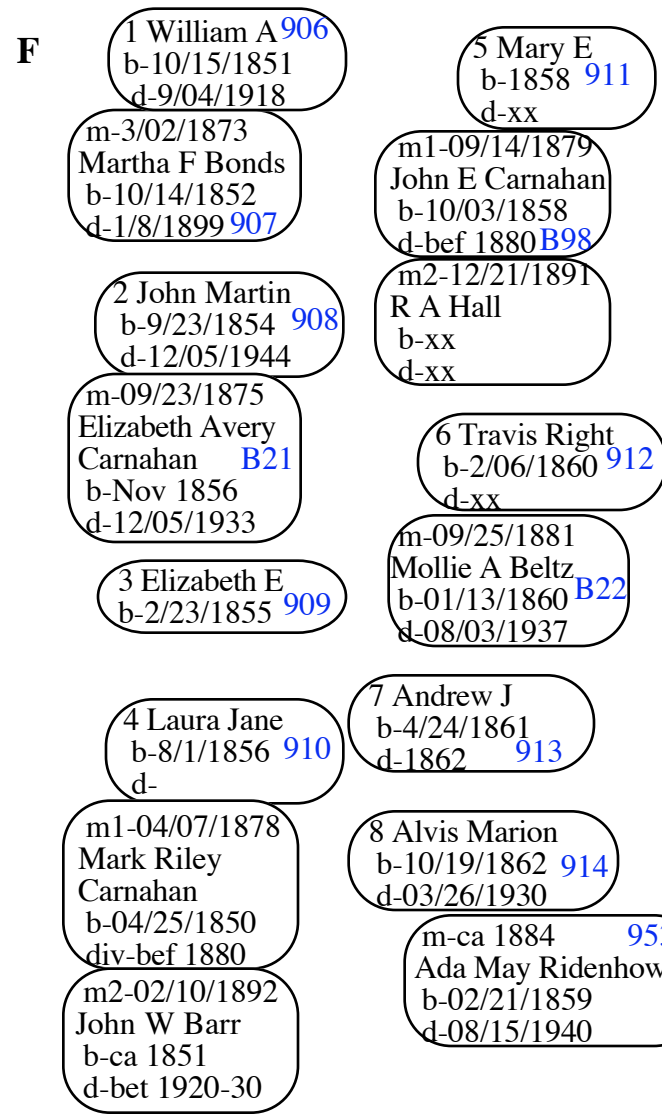 F
1 William A 906
b-10/15/1851
d-9/04/1918
m-3/02/1873
Martha F Bonds
b-10/14/1852
d-1/8/1899 907
2 John Martin
b-9/23/1854 908
d-12/05/1944
m-09/23/1875
Elizabeth Avery
Carnahan B21
b-Nov 1856
d-12/05/1933
3 Elizabeth E
b-2/23/1855 909
4 Laura Jane
b-8/1/1856 910
d-
m1-04/07/1878
Mark Riley
Carnahan
b-04/25/1850
div-bef 1880
m2-02/10/1892
John W Barr
b-ca 1851
d-bet 1920-30
5 Mary E
b-1858 911
d-xx
m1-09/14/1879
John E Carnahan
b-10/03/1858
d-bef 1880 B98
m2-12/21/1891
R A Hall
b-xx
d-xx
6 Travis Right
b-2/06/1860 912
d-xx
m-09/25/1881
Mollie A Beltz
b-01/13/1860 B22
d-08/03/1937
7 Andrew J
b-4/24/1861
d-1862 913
8 Alvis Marion
b-10/19/1862 914
d-03/26/1930
m-ca 1884
Ada May Ridenhow
b-02/21/1859
d-08/15/1940